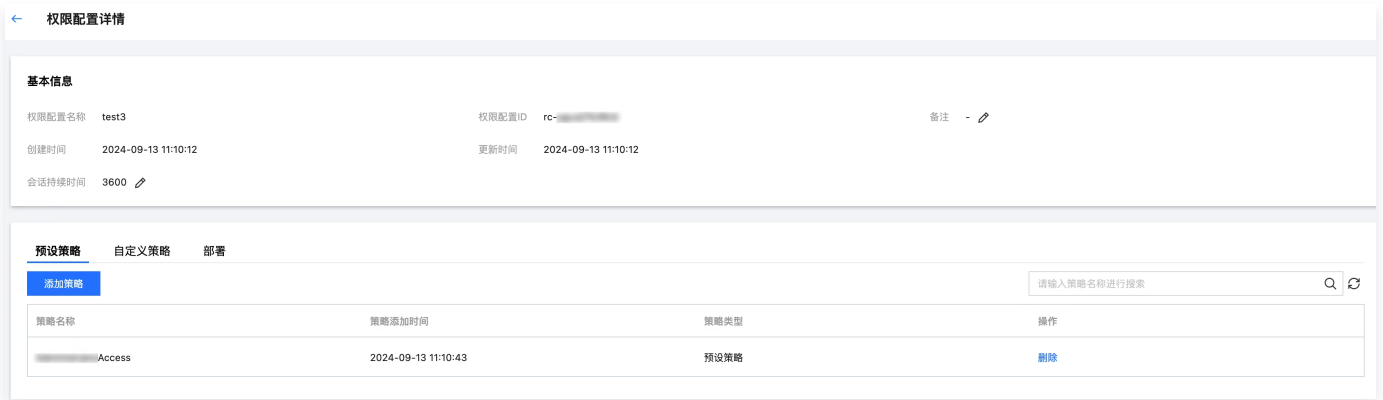 权限配置详情
基本信息
权限配置名称 test3 权限配置ID rc- 备注 -
创建时间 2024-09-13 11:10:12 更新时间 2024-09-13 11:10:12
会话持续时间 3600
预设策略 自定义策略 部署
添加策略 请输入策略名称进行搜索
策略名称 策略添加时间 策略类型 操作
Access 2024-09-13 11:10:43 预设策略 删除